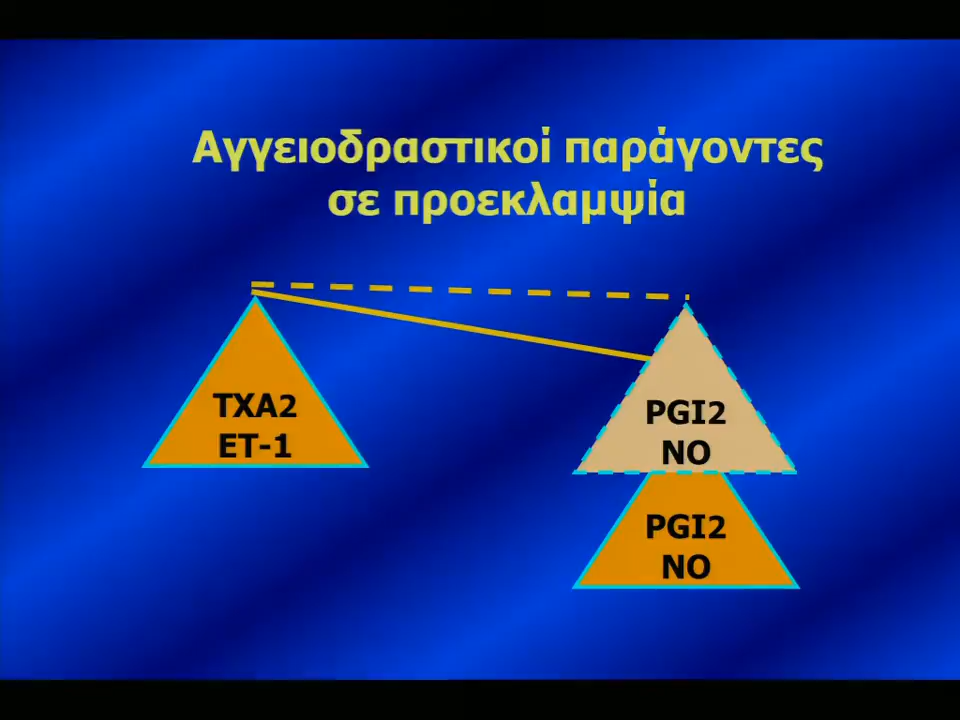 Αγγειοδραστικοί παράγοντες
σε προεκλαμψία
TXA2
ET-1
PGI2
NO
PGI2
NO